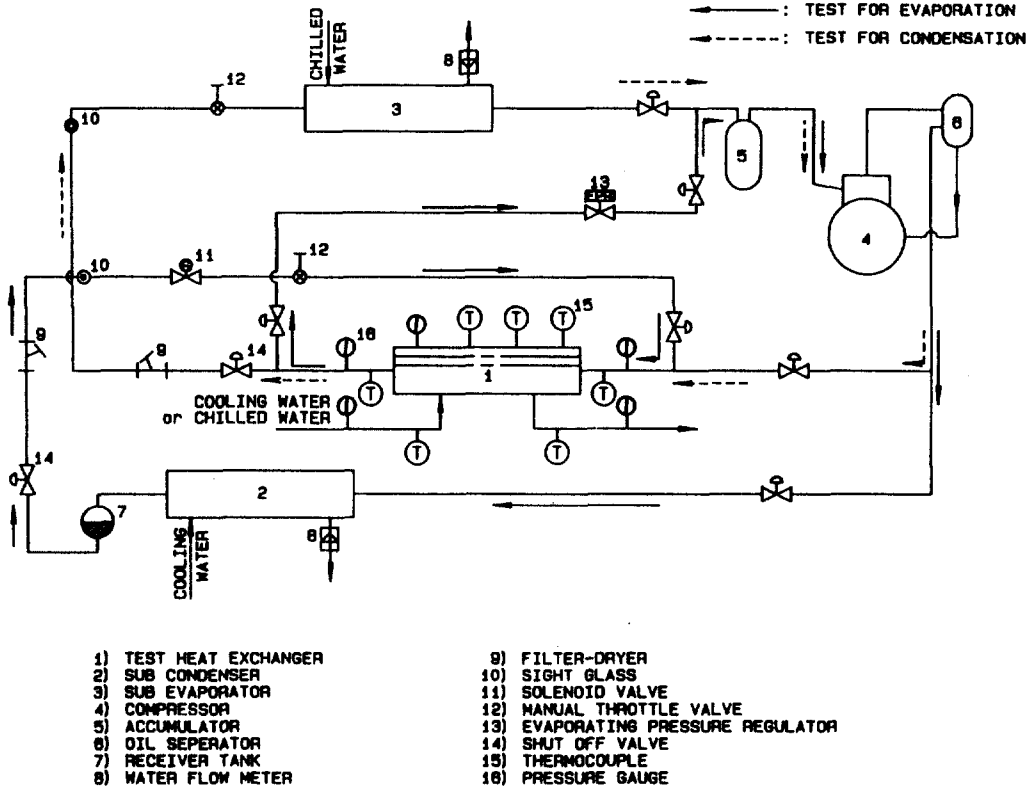 : TEST FOR EVAPORATION
: TEST FOR CONDENSATION
CHILLED
WATER
8
12
10
3
5
6
13
EPR
4
10
11
12
9
16
T
T
T
15
9
14
1
T
T
COOLING WATER
or CHILLED WATER
T
T
14
7
2
8
COOLING
WATER
1) TEST HEAT EXCHANGER
2) SUB CONDENSER
3) SUB EVAPORATOR
4) COMPRESSOR
5) ACCUMULATOR
6) OIL SEPERATOR
7) RECEIVER TANK
8) WATER FLOW METER
9) FILTER-DRYER
10) SIGHT GLASS
11) SOLENOID VALVE
12) MANUAL THROTTLE VALVE
13) EVAPORATING PRESSURE REGULATOR
14) SHUT OFF VALVE
15) THERMOCOUPLE
16) PRESSURE GAUGE